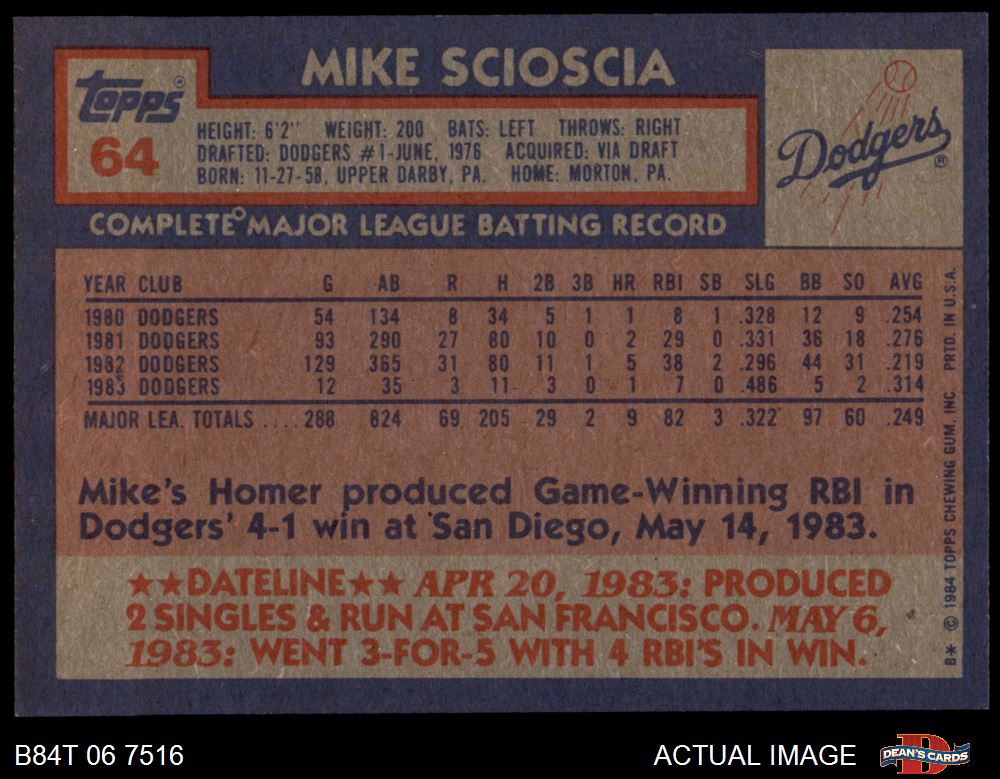 MIKE SCIOSCIA
Topps®
64
HEIGHT: 6'2" WEIGHT: 200 BATS: LEFT THROWS: RIGHT
DRAFTED: DODGERS #1-JUNE, 1976 ACQUIRED: VIA DRAFT
BORN: 11-27-58, UPPER DARBY, PA. HOME: MORTON, PA.
Dodgers®
COMPLETE MAJOR LEAGUE BATTING RECORD
YEAR CLUB G AB R H 2B 3B HR RBI SB SLG BB SO AVG
1980 DODGERS 54 134 8 34 5 1 1 8 1 .328 12 9 .254
1981 DODGERS 93 290 27 80 10 0 2 29 0 .331 36 18 .276
1982 DODGERS 129 365 31 80 11 1 5 38 2 .296 44 31 .219
1983 DODGERS 12 35 3 11 3 0 1 7 0 .486 5 2 .314
MAJOR LEA. TOTALS .... 288 824 69 205 29 2 9 82 3 .322 97 60 .249
Mike's Homer produced Game-Winning RBI in
Dodgers' 4-1 win at San Diego, May 14, 1983.
★★DATELINE★★ APR 20, 1983: PRODUCED
2 SINGLES & RUN AT SAN FRANCISCO. MAY 6,
1983: WENT 3-FOR-5 WITH 4 RBI'S IN WIN.
B* © 1984 TOPPS CHEWING GUM, INC. PRTD. IN U.S.A.
B84T 06 7516
ACTUAL IMAGE
DEAN'S CARDS